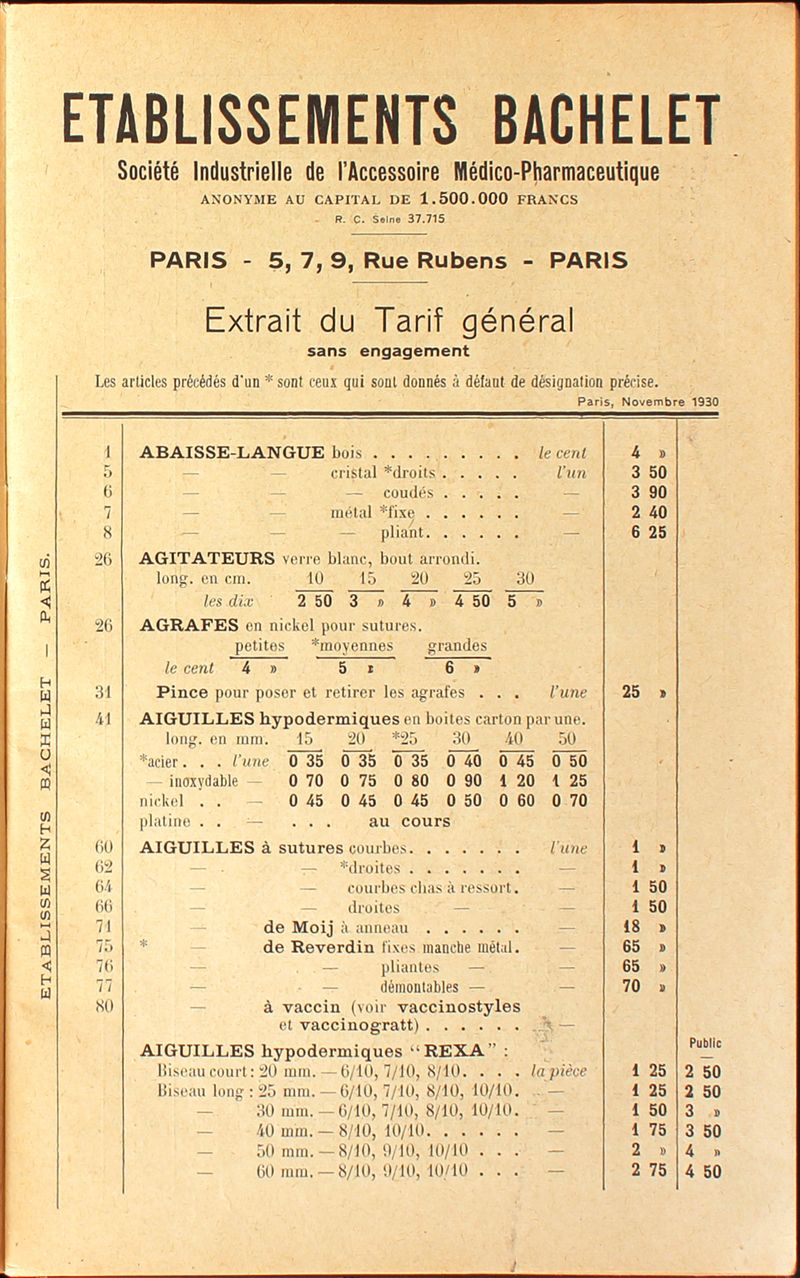 ETABLISSEMENTS BACHELET
Société Industrielle de l'Accessoire Médico-Pharmaceutique
ANONYME AU CAPITAL DE 1.500.000 FRANCS
R. C. Seine 37.715
PARIS - 5, 7, 9, Rue Rubens - PARIS
Extrait du Tarif général
sans engagement
Les articles précédés d'un * sont ceux qui sont donnés à défaut de désignation précise.
Paris, Novembre 1930
ETABLISSEMENTS BACHELET — PARIS.
1 ABAISSE-LANGUE bois . . . . . . . . . le cent 4 »
5 — — cristal *droits . . . . . l'un 3 50
6 — — — coudés . . . . . — 3 90
7 — — métal *fixe . . . . . . — 2 40
8 — — — pliant. . . . . . — 6 25
26 AGITATEURS verre blanc, bout arrondi.
long. en cm. 10 15 20 25 30
les dix 2 50 3 » 4 » 4 50 5 »
26 AGRAFES en nickel pour sutures.
petites *moyennes grandes
le cent 4 » 5 » 6 »
31 Pince pour poser et retirer les agrafes . . . l'une 25 »
41 AIGUILLES hypodermiques en boites carton par une.
long. en mm. 15 20 *25 30 40 50
*acier . . . l'une 0 35 0 35 0 35 0 40 0 45 0 50
— inoxydable — 0 70 0 75 0 80 0 90 1 20 1 25
nickel . . — 0 45 0 45 0 45 0 50 0 60 0 70
platine . . — . . . au cours
60 AIGUILLES à sutures courbes. . . . . . . l'une 1 »
62 — — *droites . . . . . . . — 1 »
64 — — courbes chas à ressort. — 1 50
66 — — droites — — 1 50
71 — de Moij à anneau . . . . . . — 18 »
75 * — de Reverdin fixes manche métal. — 65 »
76 — — pliantes — — 65 »
77 — — démontables — — 70 »
80 — à vaccin (voir vaccinostyles
et vaccinogratt) . . . . . . . —
Public
AIGUILLES hypodermiques “REXA” :
Biseau court : 20 mm. — 6/10, 7/10, 8/10. . . . la pièce 1 25 2 50
Biseau long : 25 mm. — 6/10, 7/10, 8/10, 10/10. . — 1 25 2 50
— 30 mm. — 6/10, 7/10, 8/10, 10/10. — 1 50 3 »
— 40 mm. — 8/10, 10/10. . . . . . — 1 75 3 50
— 50 mm. — 8/10, 9/10, 10/10 . . . — 2 » 4 »
— 60 mm. — 8/10, 9/10, 10/10 . . . — 2 75 4 50